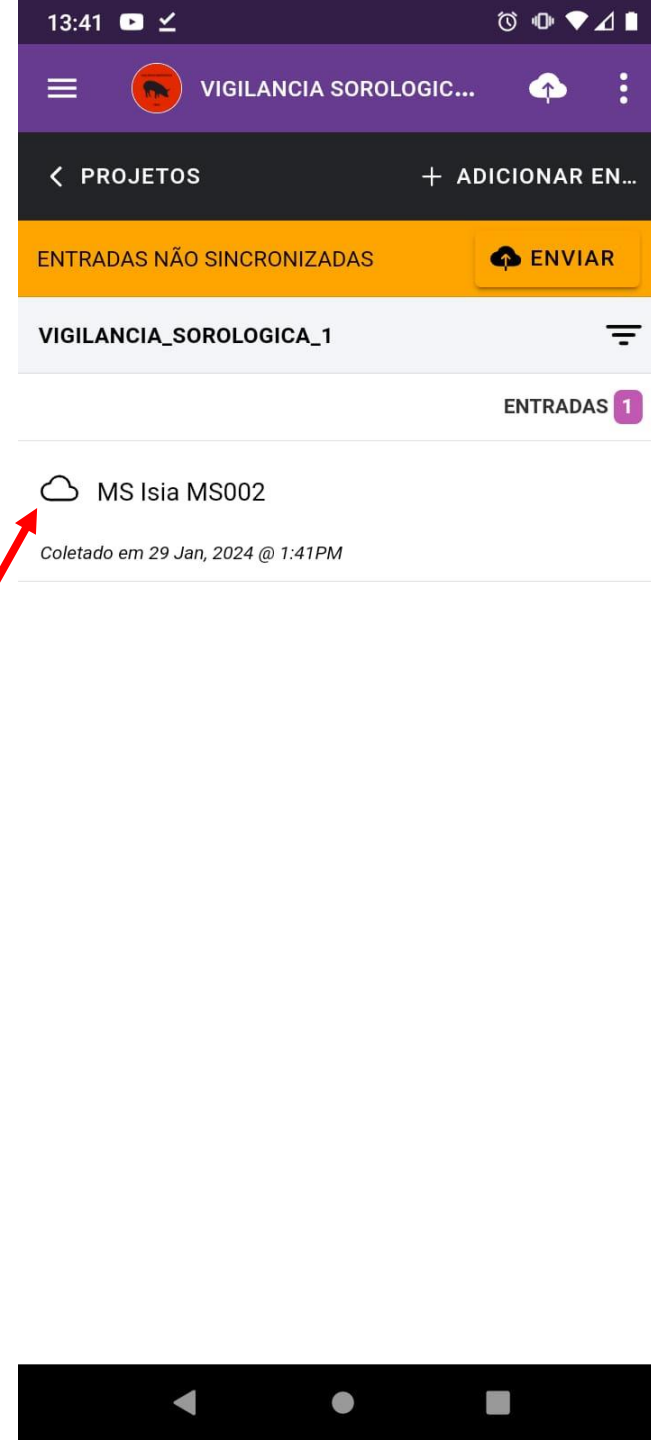 13:41
VIGILANCIA SOROLOGIC...
PROJETOS
ADICIONAR EN...
ENTRADAS NÃO SINCRONIZADAS
ENVIAR
VIGILANCIA_SOROLOGICA_1
ENTRADAS 1
MS Isia MS002
Coletado em 29 Jan, 2024 @ 1:41PM